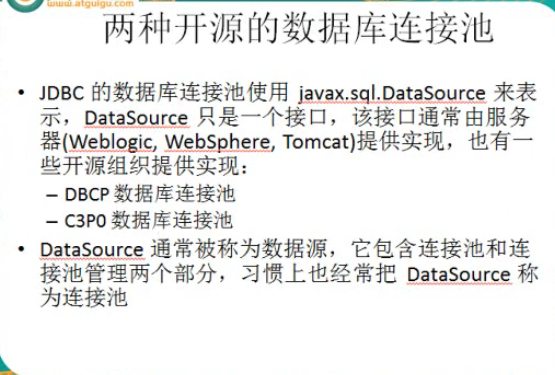 www.atguigu.com
两种开源的数据库连接池
• JDBC 的数据库连接池使用 javax.sql.DataSource 来表
示，DataSource 只是一个接口，该接口通常由服务
器(Weblogic, WebSphere, Tomcat)提供实现，也有一
些开源组织提供实现：
– DBCP 数据库连接池
– C3P0 数据库连接池
• DataSource 通常被称为数据源，它包含连接池和连
接池管理两个部分，习惯上也经常把 DataSource 称
为连接池